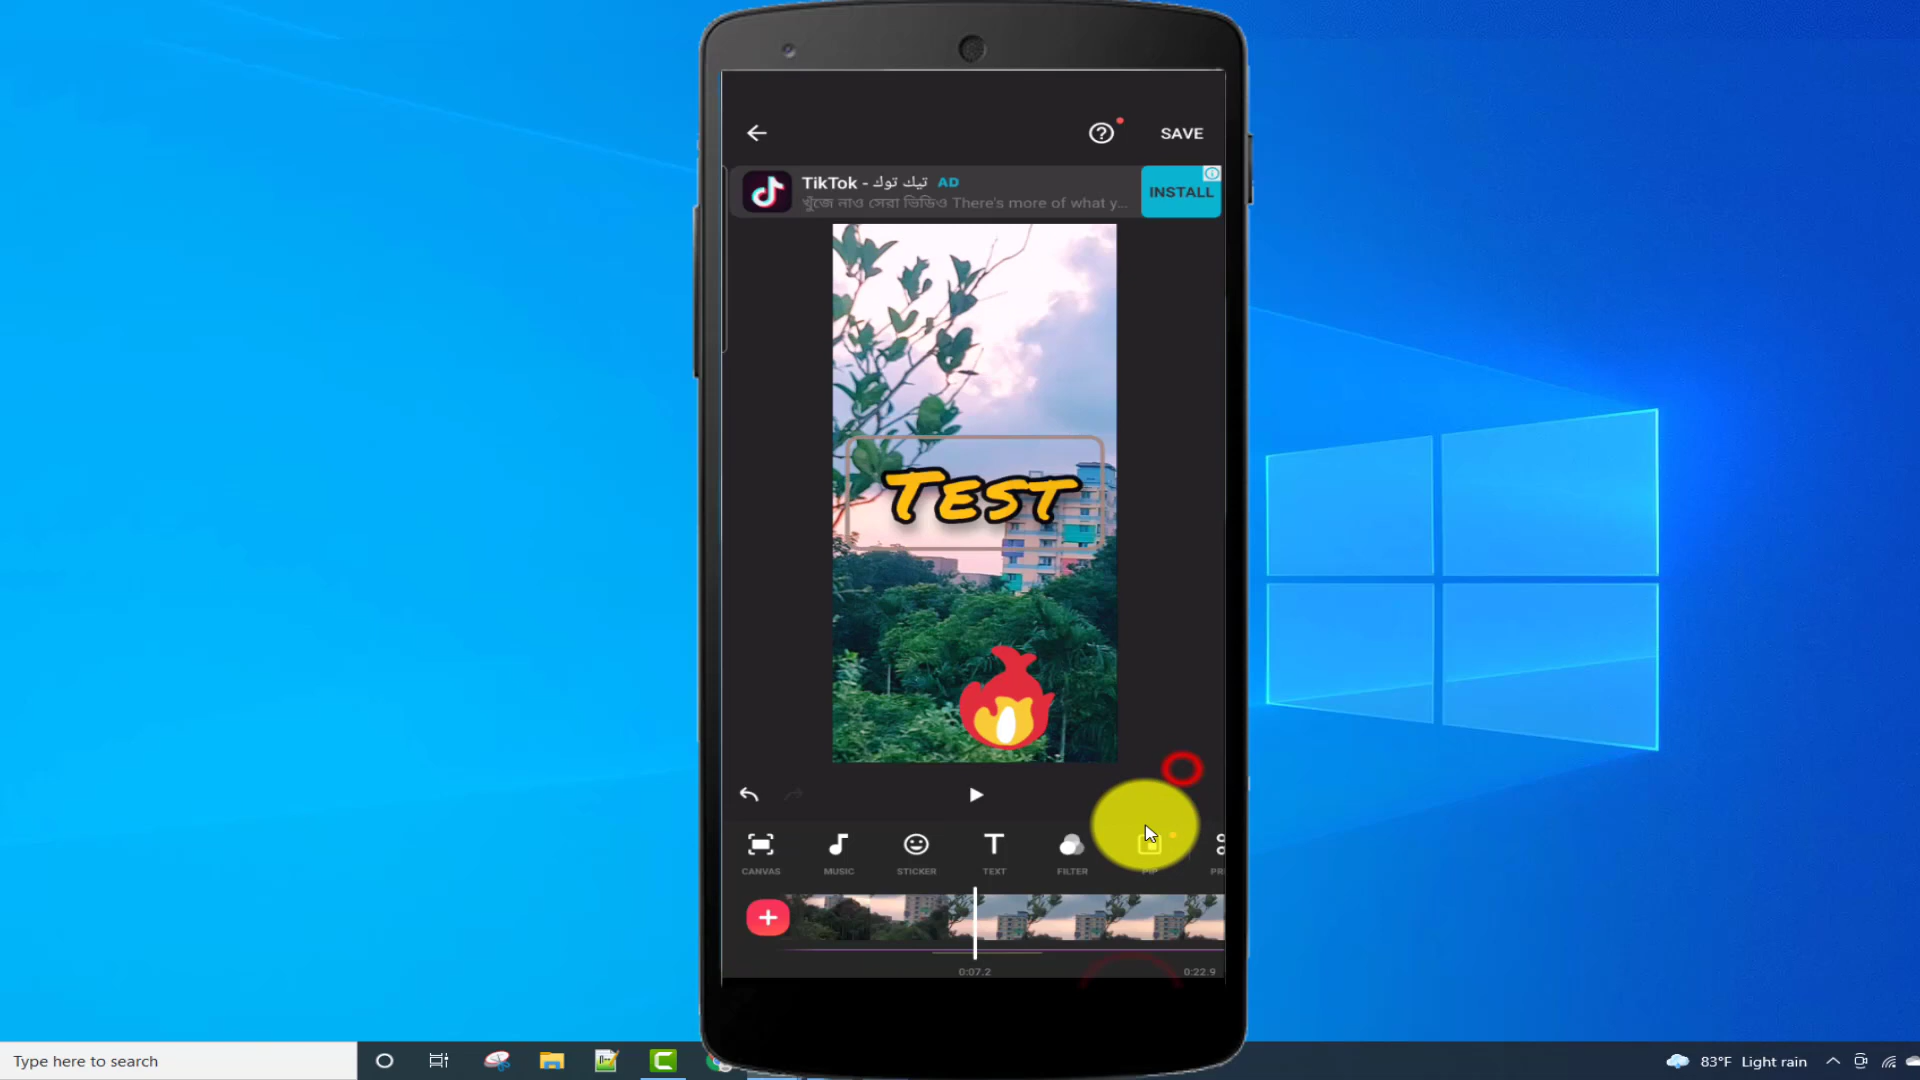 SAVE
TikTok - تيك توك AD
খুঁজে নাও সেরা ভিডিও There's more of what y...
INSTALL
TEST
CANVAS
MUSIC
STICKER
TEXT
FILTER
PIP
0:07.2
0:22.9
Type here to search
83°F Light rain